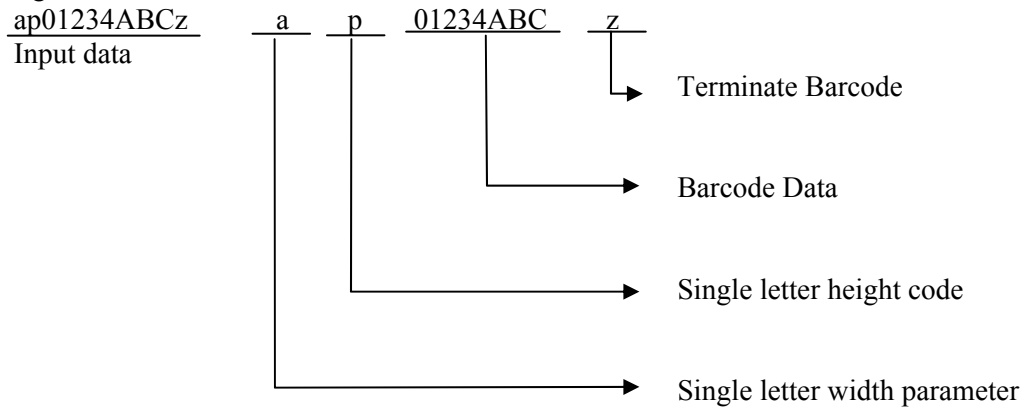 ap01234ABCz a p 01234ABC z
Input data
Terminate Barcode
Barcode Data
Single letter height code
Single letter width parameter